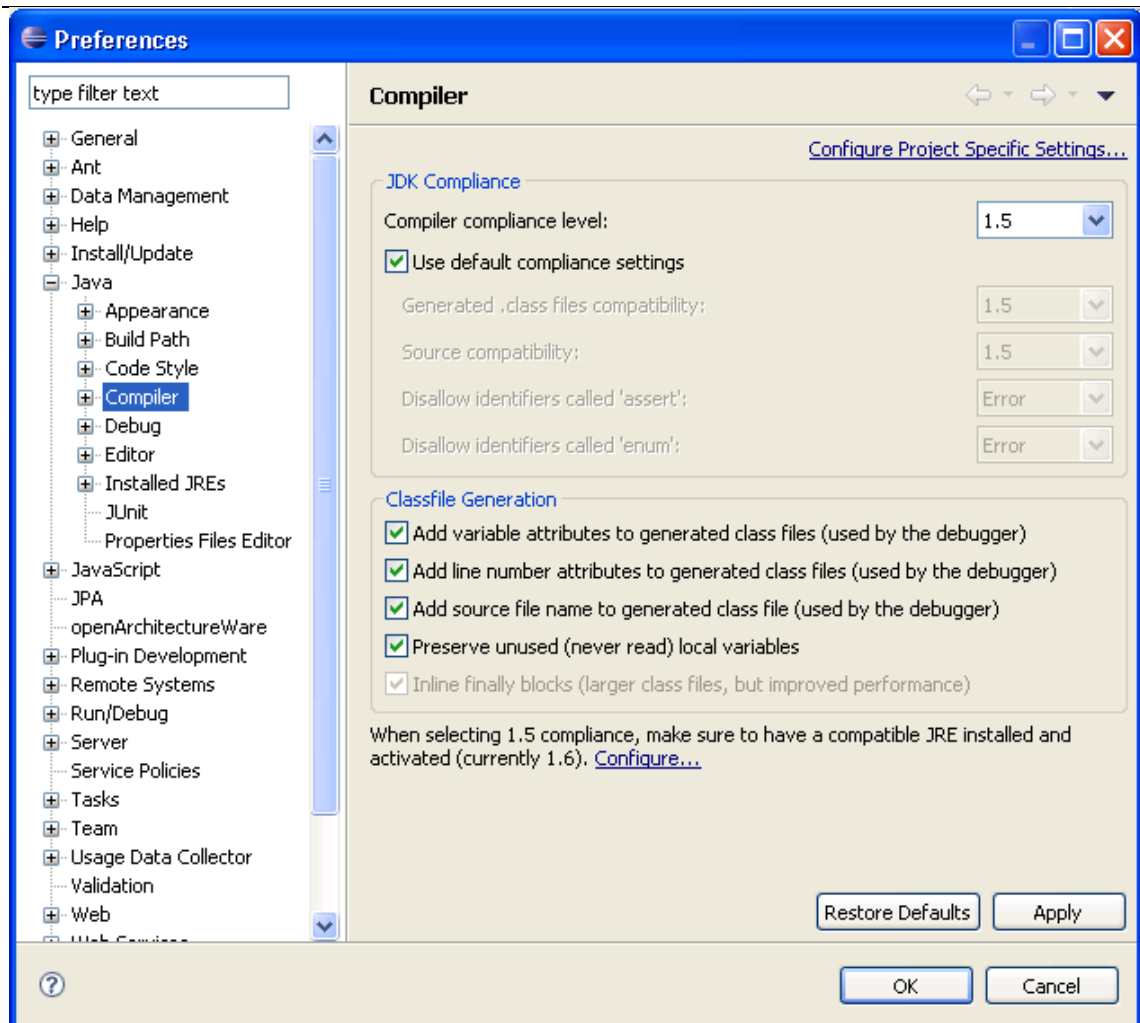 Preferences
type filter text
General
Ant
Data Management
Help
Install/Update
Java
Appearance
Build Path
Code Style
Compiler
Debug
Editor
Installed JREs
JUnit
Properties Files Editor
JavaScript
JPA
openArchitectureWare
Plug-in Development
Remote Systems
Run/Debug
Server
Service Policies
Tasks
Team
Usage Data Collector
Validation
Web
Web Services
Compiler
Configure Project Specific Settings...
JDK Compliance
Compiler compliance level: 1.5
Use default compliance settings
Generated .class files compatibility: 1.5
Source compatibility: 1.5
Disallow identifiers called 'assert': Error
Disallow identifiers called 'enum': Error
Classfile Generation
Add variable attributes to generated class files (used by the debugger)
Add line number attributes to generated class files (used by the debugger)
Add source file name to generated class file (used by the debugger)
Preserve unused (never read) local variables
Inline finally blocks (larger class files, but improved performance)
When selecting 1.5 compliance, make sure to have a compatible JRE installed and
activated (currently 1.6). Configure...
Restore Defaults Apply
? OK Cancel